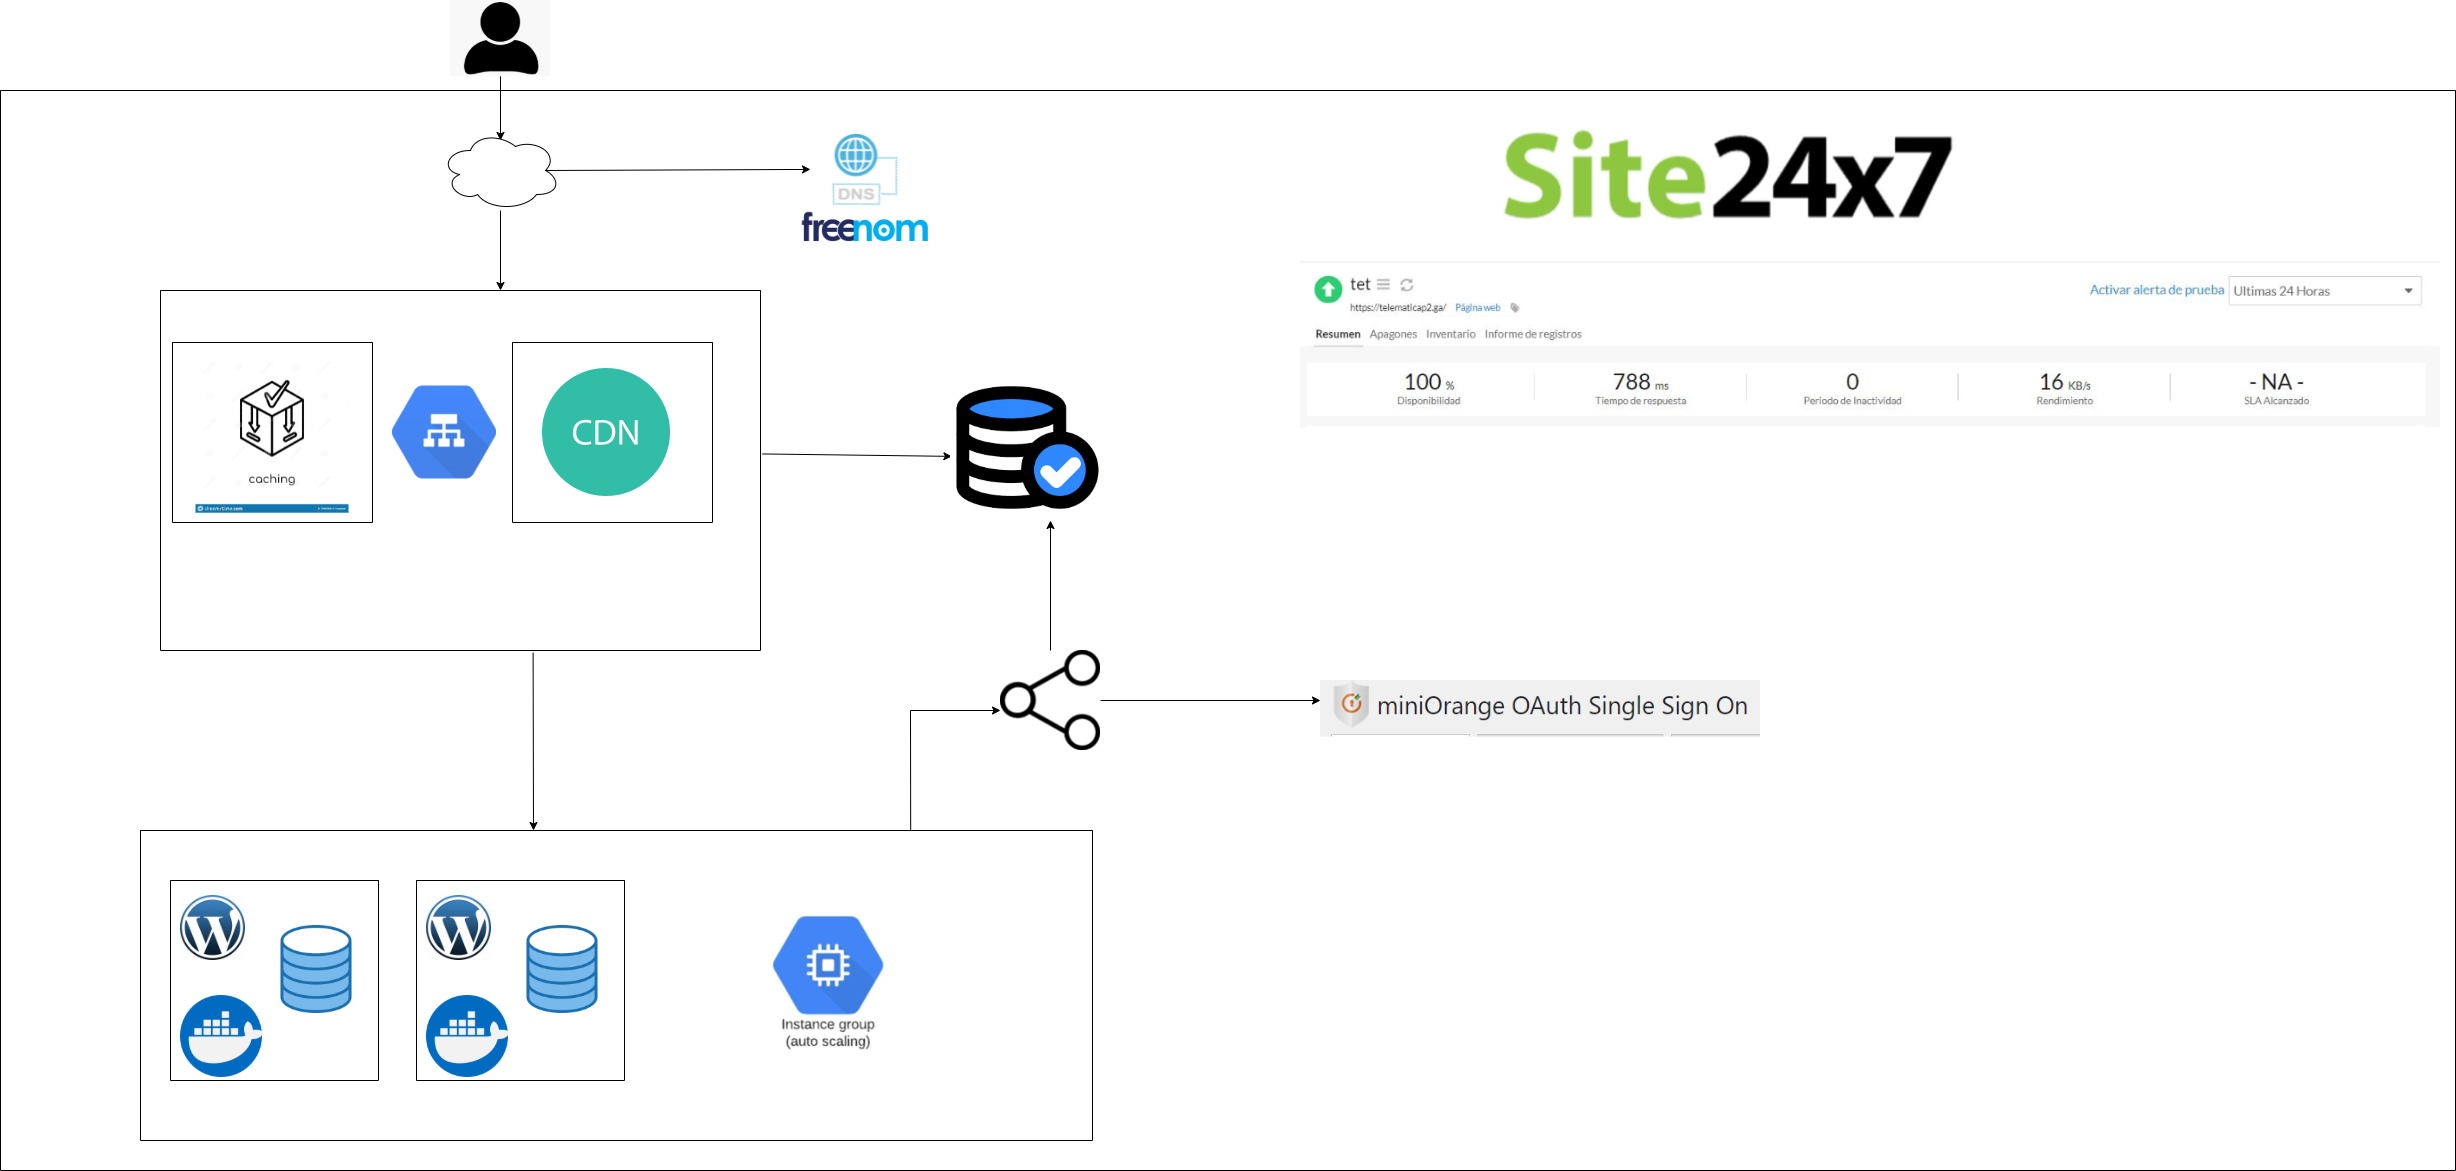 DNS
freenom
Site24x7
tet
https://telematicap2.ga/ Página web
Activar alerta de prueba
Ultimas 24 Horas
Resumen Apagones Inventario Informe de registros
100 %
Disponibilidad
788 ms
Tiempo de respuesta
0
Periodo de Inactividad
16 KB/s
Rendimiento
- NA -
SLA Alcanzado
caching
CDN
miniOrange OAuth Single Sign On
Instance group
(auto scaling)